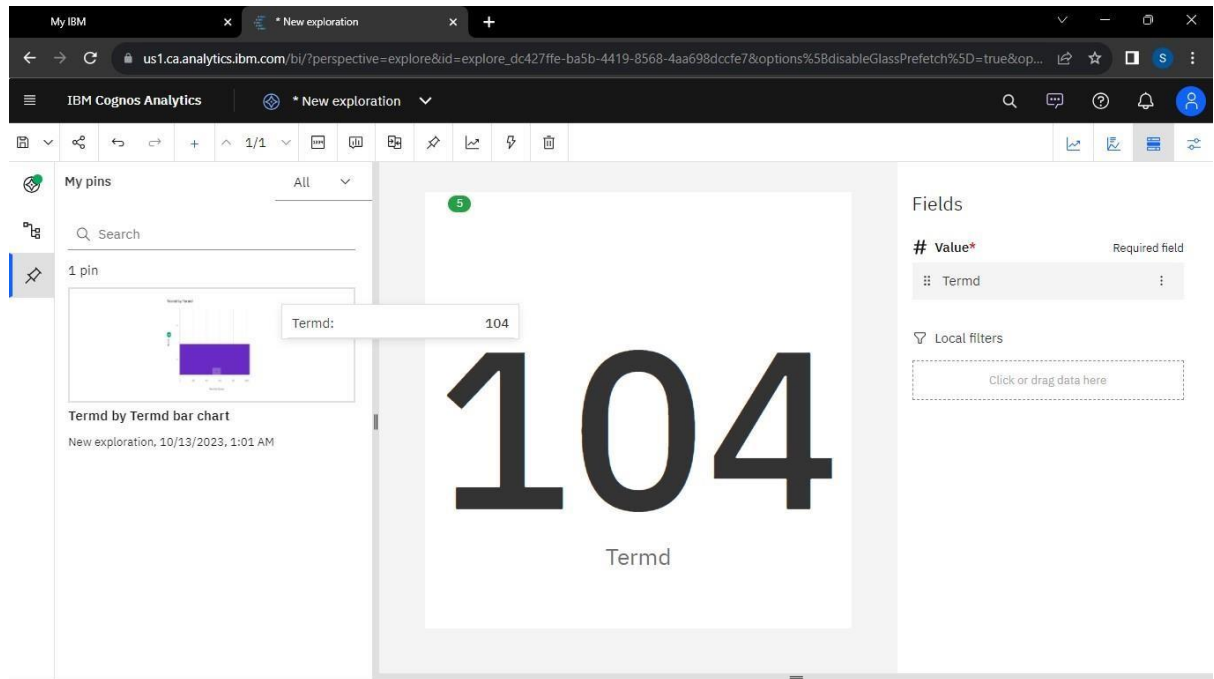 My IBM
* New exploration
us1.ca.analytics.ibm.com/bi/?perspective=explore&id=explore_dc427ffe-ba5b-4419-8568-4aa698dccfe7&options%5BdisableGlassPrefetch%5D=true&op...
S
IBM Cognos Analytics
* New exploration
1/1
My pins
All
Search
1 pin
Termd by Termd bar chart
New exploration, 10/13/2023, 1:01 AM
Termd: 104
5
104
Termd
Fields
# Value* Required field
Termd
Local filters
Click or drag data here